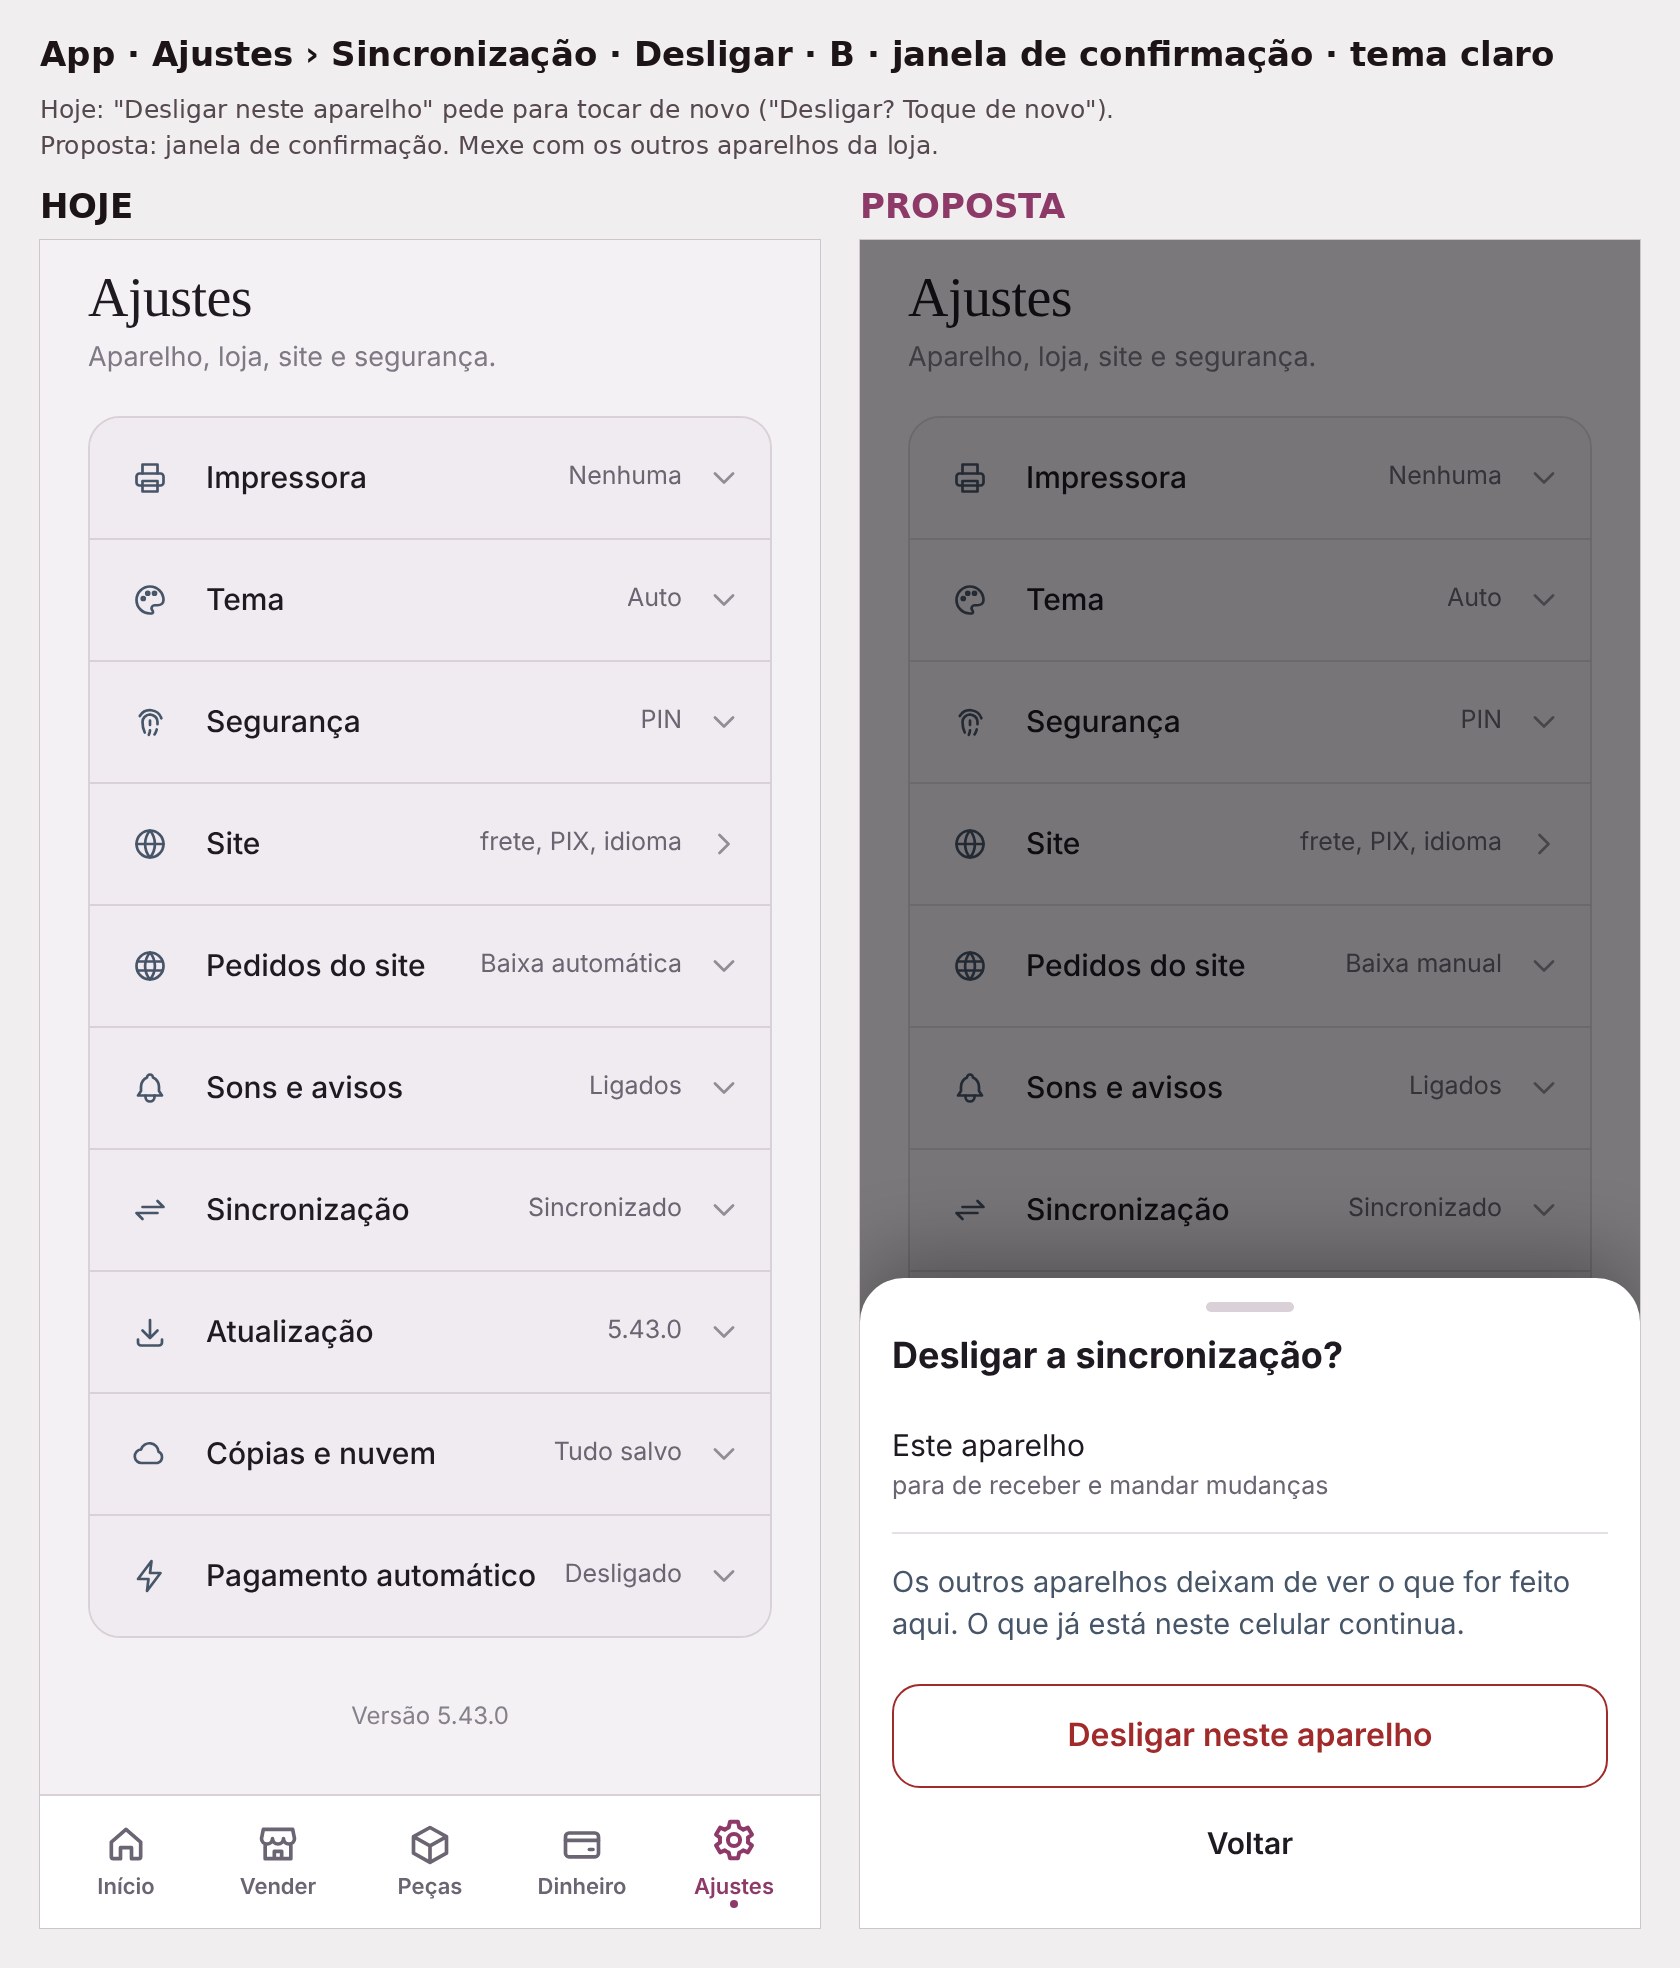 App · Ajustes › Sincronização · Desligar · B · janela de confirmação · tema claro
Hoje: "Desligar neste aparelho" pede para tocar de novo ("Desligar? Toque de novo").
Proposta: janela de confirmação. Mexe com os outros aparelhos da loja.
HOJE
Ajustes
Aparelho, loja, site e segurança.
Impressora Nenhuma
Tema Auto
Segurança PIN
Site frete, PIX, idioma
Pedidos do site Baixa automática
Sons e avisos Ligados
Sincronização Sincronizado
Atualização 5.43.0
Cópias e nuvem Tudo salvo
Pagamento automático Desligado
Versão 5.43.0
Início Vender Peças Dinheiro Ajustes
PROPOSTA
Ajustes
Aparelho, loja, site e segurança.
Impressora Nenhuma
Tema Auto
Segurança PIN
Site frete, PIX, idioma
Pedidos do site Baixa manual
Sons e avisos Ligados
Sincronização Sincronizado
Desligar a sincronização?
Este aparelho
para de receber e mandar mudanças
Os outros aparelhos deixam de ver o que for feito
aqui. O que já está neste celular continua.
Desligar neste aparelho
Voltar